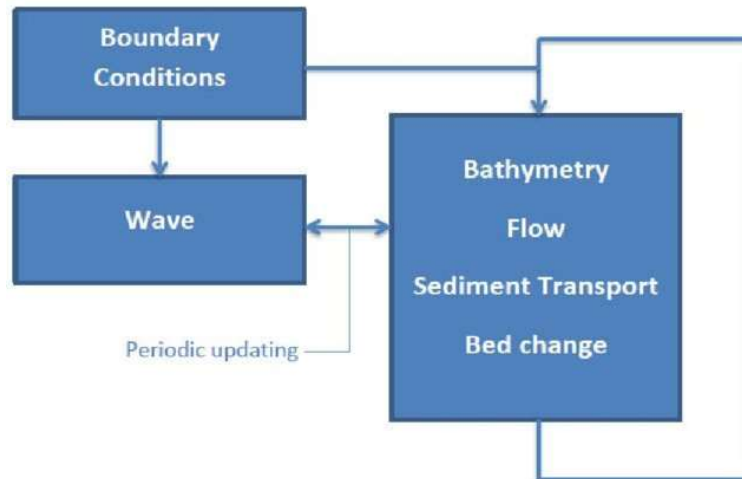 Boundary
Conditions
Wave
Periodic updating
Bathymetry
Flow
Sediment Transport
Bed change